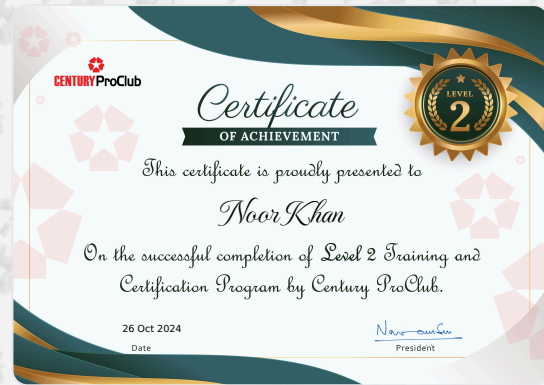 CENTURY ProClub
LEVEL
2
Certificate
OF ACHIEVEMENT
This certificate is proudly presented to
Noor Khan
On the successful completion of Level 2 Training and
Certification Program by Century ProClub.
26 Oct 2024
Date
President